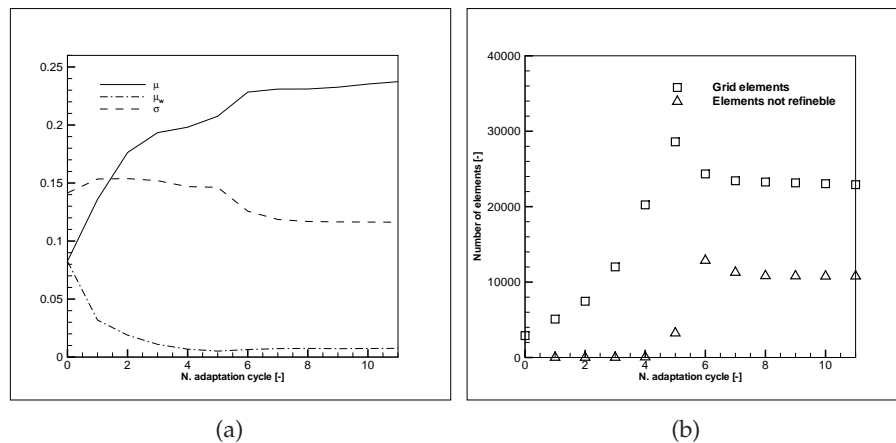 0.25
0.2
0.15
0.1
0.05
0
μ
μw
σ
0 2 4 6 8 10
N. adaptation cycle [-]
(a)
40000
30000
20000
10000
0
Number of elements [-]
Grid elements
Elements not refineble
0 2 4 6 8 10
N. adaptation cycle [-]
(b)